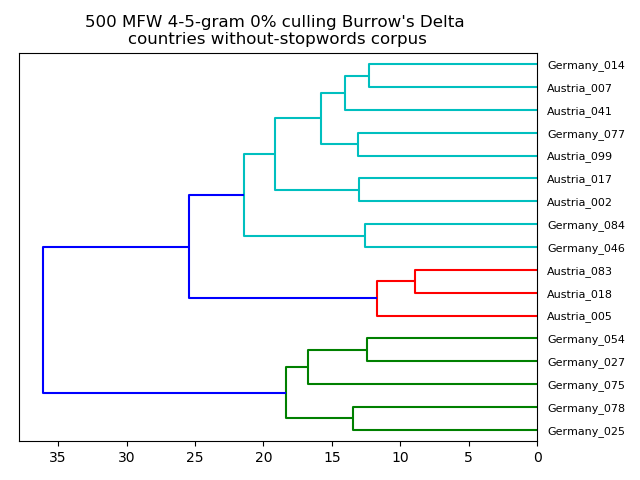 500 MFW 4-5-gram 0% culling Burrow's Delta
countries without-stopwords corpus
Germany_014
Austria_007
Austria_041
Germany_077
Austria_099
Austria_017
Austria_002
Germany_084
Germany_046
Austria_083
Austria_018
Austria_005
Germany_054
Germany_027
Germany_075
Germany_078
Germany_025
35 30 25 20 15 10 5 0